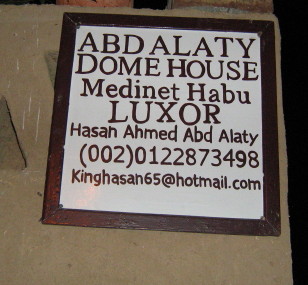 ABD ALATY
DOME HOUSE
Medinet Habu
LUXOR
Hasan Ahmed Abd Alaty
(002)0122873498
Kinghasan65@hotmail.com